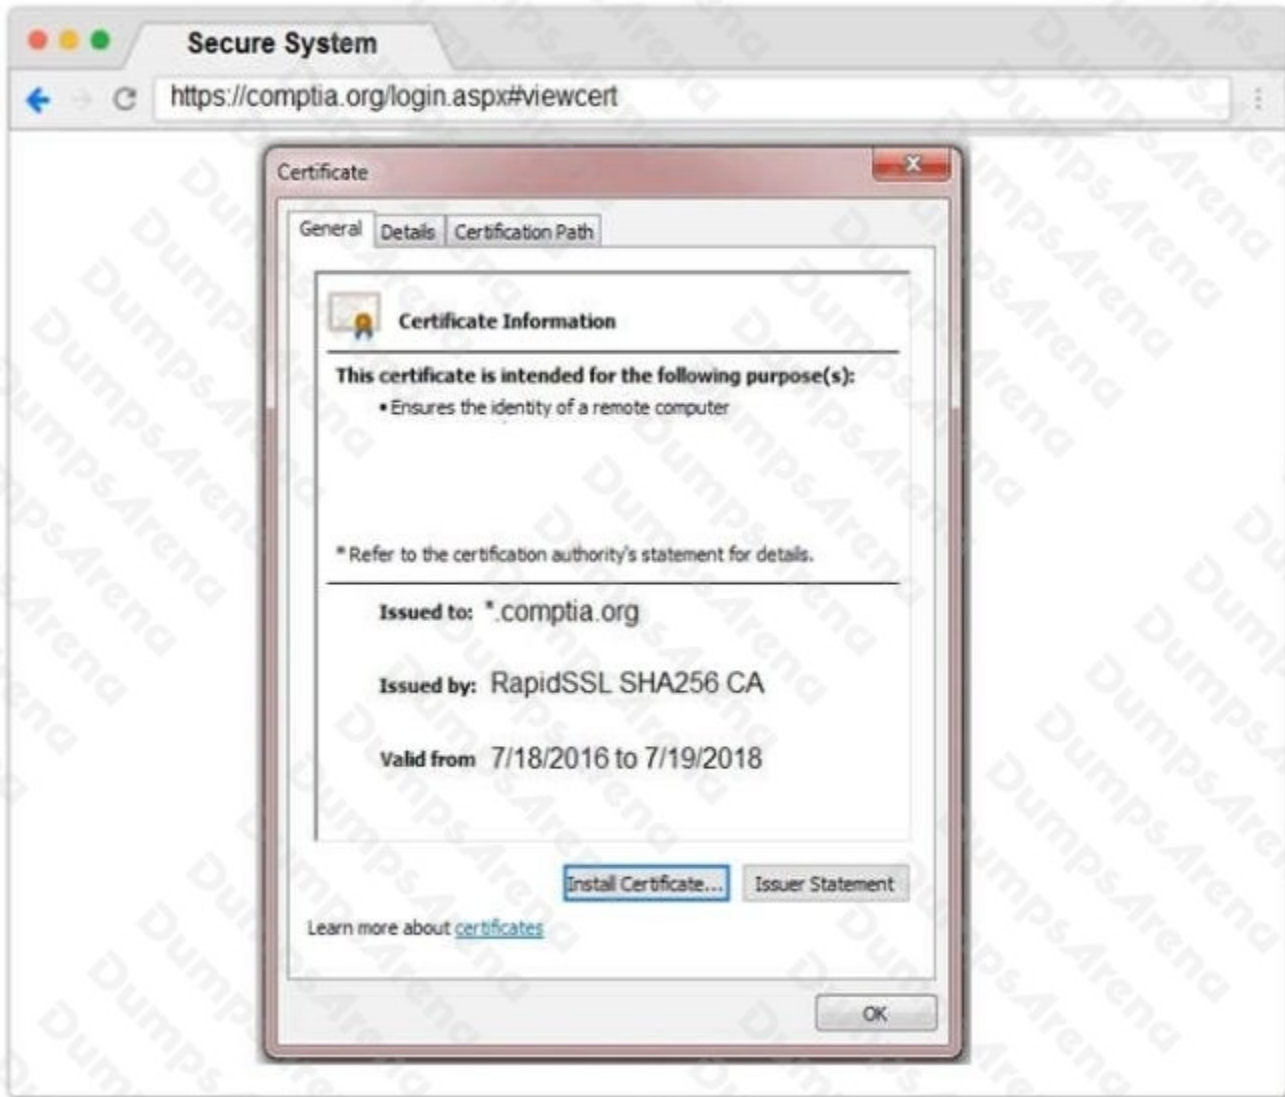 Secure System
https://comptia.org/login.aspx#viewcert
Certificate
General Details Certification Path
Certificate Information
This certificate is intended for the following purpose(s):
• Ensures the identity of a remote computer
* Refer to the certification authority's statement for details.
Issued to: *.comptia.org
Issued by: RapidSSL SHA256 CA
Valid from 7/18/2016 to 7/19/2018
Install Certificate... Issuer Statement
Learn more about certificates
OK
DumpsArena